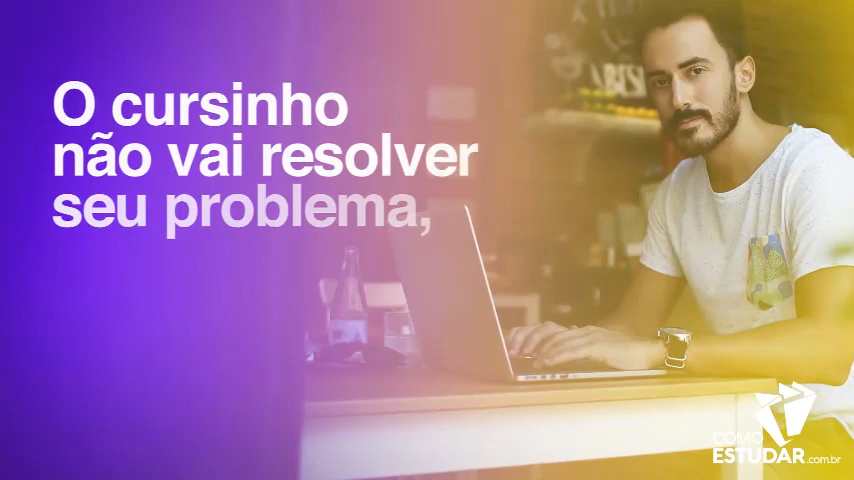 O cursinho
não vai resolver
seu problema,
COMO
ESTUDAR.com.br